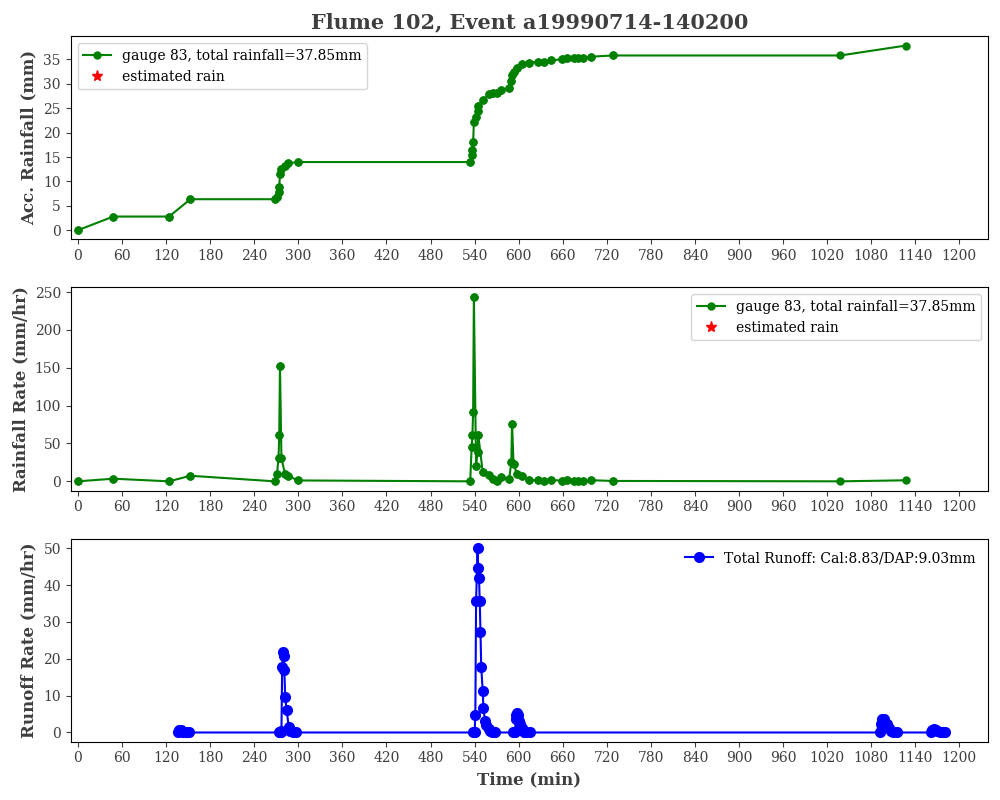 Flume 102, Event a19990714-140200
Acc. Rainfall (mm)
35
30
25
20
15
10
5
0
gauge 83, total rainfall=37.85mm
estimated rain
0 60 120 180 240 300 360 420 480 540 600 660 720 780 840 900 960 1020 1080 1140 1200
Rainfall Rate (mm/hr)
250
200
150
100
50
0
gauge 83, total rainfall=37.85mm
estimated rain
0 60 120 180 240 300 360 420 480 540 600 660 720 780 840 900 960 1020 1080 1140 1200
Runoff Rate (mm/hr)
50
40
30
20
10
0
Total Runoff: Cal:8.83/DAP:9.03mm
0 60 120 180 240 300 360 420 480 540 600 660 720 780 840 900 960 1020 1080 1140 1200
Time (min)